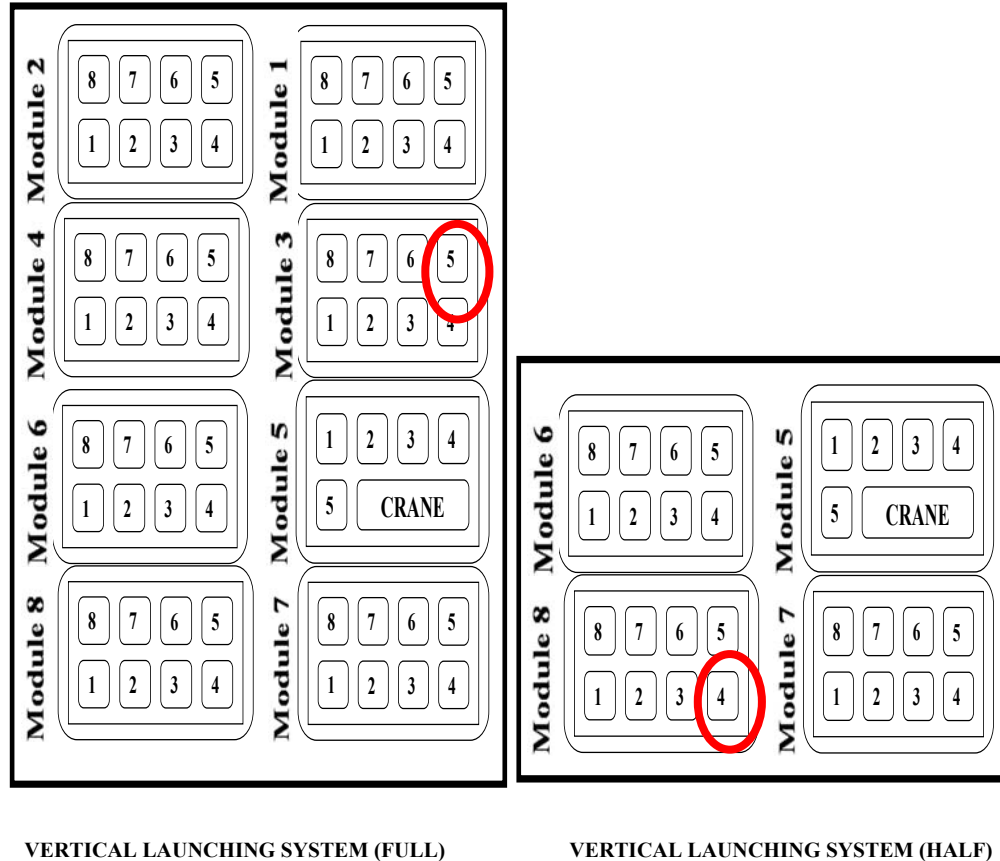 Module 2
8 7 6 5
1 2 3 4
Module 1
8 7 6 5
1 2 3 4
Module 4
8 7 6 5
1 2 3 4
Module 3
8 7 6 5
1 2 3 4
Module 6
8 7 6 5
1 2 3 4
Module 5
1 2 3 4
5 CRANE
Module 8
8 7 6 5
1 2 3 4
Module 7
8 7 6 5
1 2 3 4
VERTICAL LAUNCHING SYSTEM (FULL)
Module 6
8 7 6 5
1 2 3 4
Module 5
1 2 3 4
5 CRANE
Module 8
8 7 6 5
1 2 3 4
Module 7
8 7 6 5
1 2 3 4
VERTICAL LAUNCHING SYSTEM (HALF)